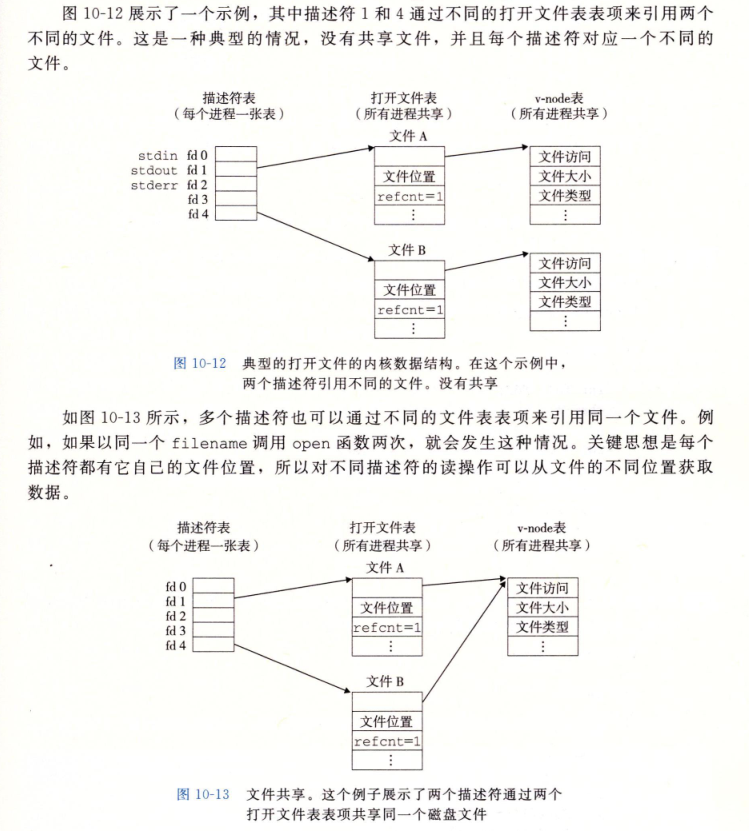 图 10-12 展示了一个示例，其中描述符 1 和 4 通过不同的打开文件表表项来引用两个
不同的文件。这是一种典型的情况，没有共享文件，并且每个描述符对应一个不同的
文件。
描述符表
（每个进程一张表）
打开文件表
（所有进程共享）
v-node表
（所有进程共享）
文件 A
stdin fd 0
stdout fd 1
stderr fd 2
fd 3
fd 4
文件位置
refcnt=1
⋮
文件访问
文件大小
文件类型
⋮
文件 B
文件位置
refcnt=1
⋮
文件访问
文件大小
文件类型
⋮
图 10-12 典型的打开文件的内核数据结构。在这个示例中，
两个描述符引用不同的文件。没有共享
如图 10-13 所示，多个描述符也可以通过不同的文件表表项来引用同一个文件。例
如，如果以同一个 filename 调用 open 函数两次，就会发生这种情况。关键思想是每个
描述符都有它自己的文件位置，所以对不同描述符的读操作可以从文件的不同位置获取
数据。
描述符表
（每个进程一张表）
打开文件表
（所有进程共享）
v-node表
（所有进程共享）
文件 A
fd 0
fd 1
fd 2
fd 3
fd 4
文件位置
refcnt=1
⋮
文件访问
文件大小
文件类型
⋮
文件 B
文件位置
refcnt=1
⋮
图 10-13 文件共享。这个例子展示了两个描述符通过两个
打开文件表表项共享同一个磁盘文件